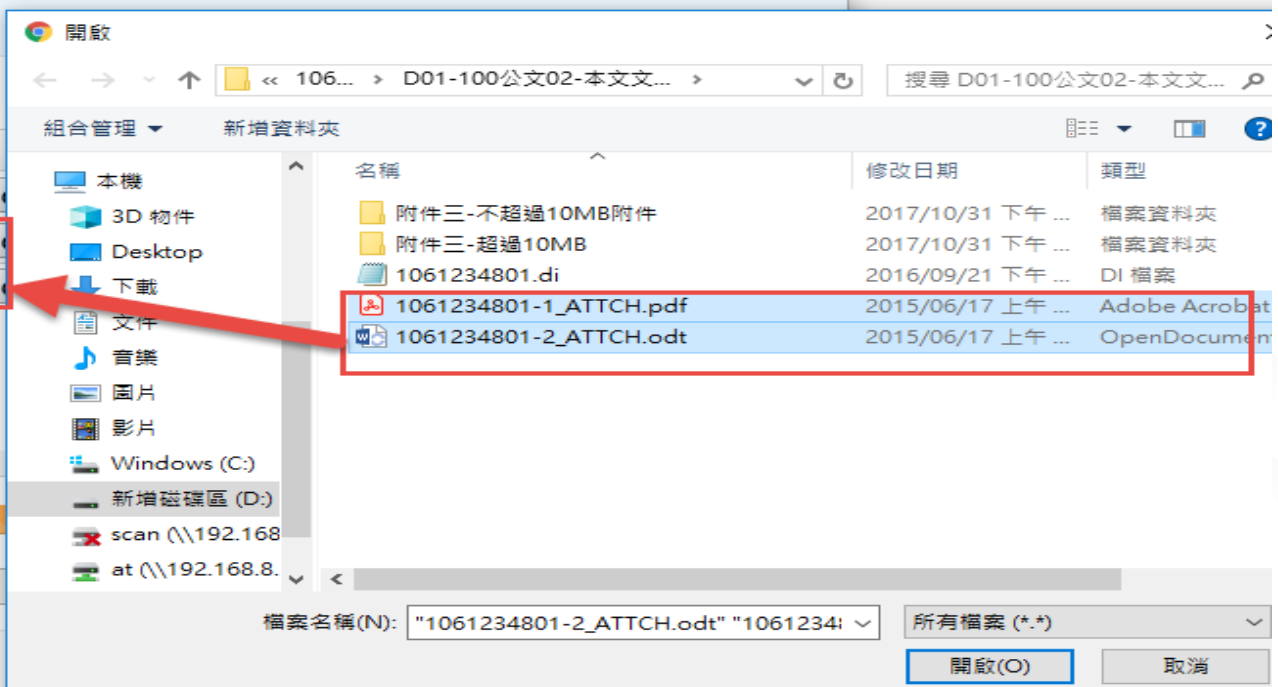 開啟
« 106... › D01-100公文02-本文文... ›
搜尋 D01-100公文02-本文文...
組合管理 新增資料夾
本機
3D 物件
Desktop
下載
文件
音樂
圖片
影片
Windows (C:)
新增磁碟區 (D:)
scan (\\192.168
at (\\192.168.8.
名稱 修改日期 類型
附件三-不超過10MB附件 2017/10/31 下午 ... 檔案資料夾
附件三-超過10MB 2017/10/31 下午 ... 檔案資料夾
1061234801.di 2016/09/21 下午 ... DI 檔案
1061234801-1_ATTCH.pdf 2015/06/17 上午 ... Adobe Acrobat
1061234801-2_ATTCH.odt 2015/06/17 上午 ... OpenDocumen
檔案名稱(N): "1061234801-2_ATTCH.odt" "10612348 所有檔案 (*.*)
開啟(O) 取消